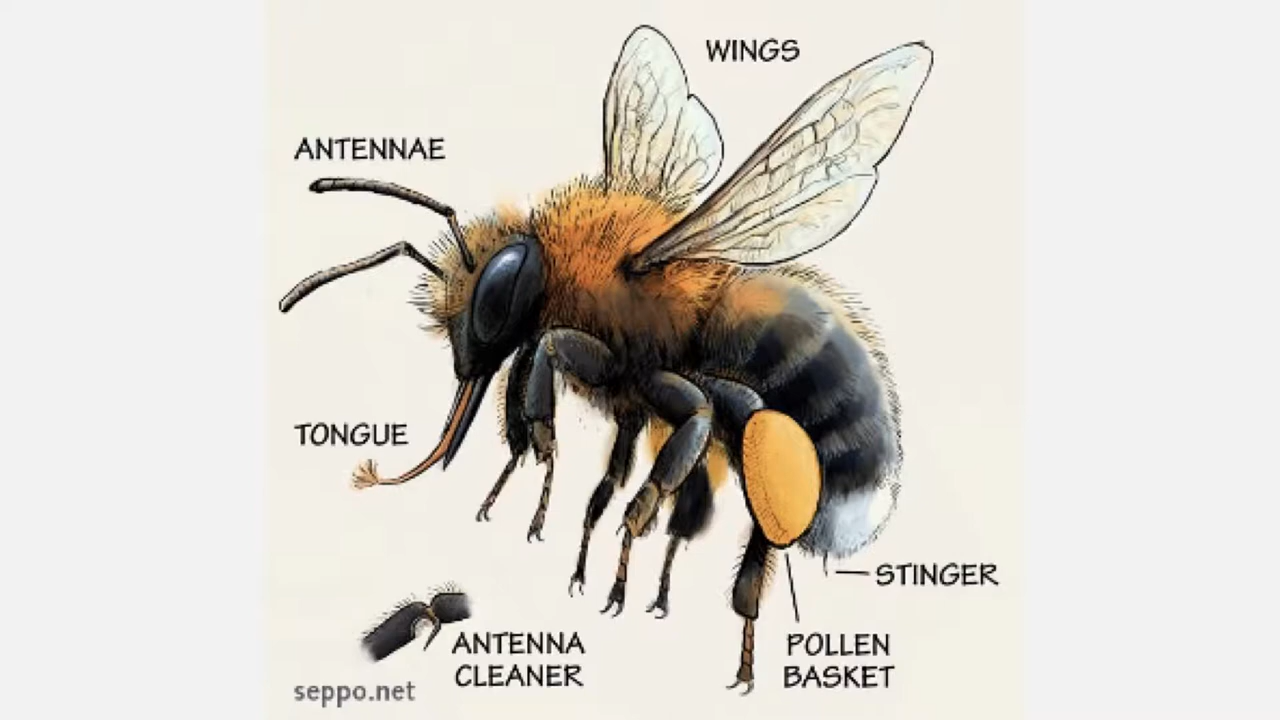 WINGS
ANTENNAE
TONGUE
STINGER
ANTENNA
CLEANER
POLLEN
BASKET
seppo.net